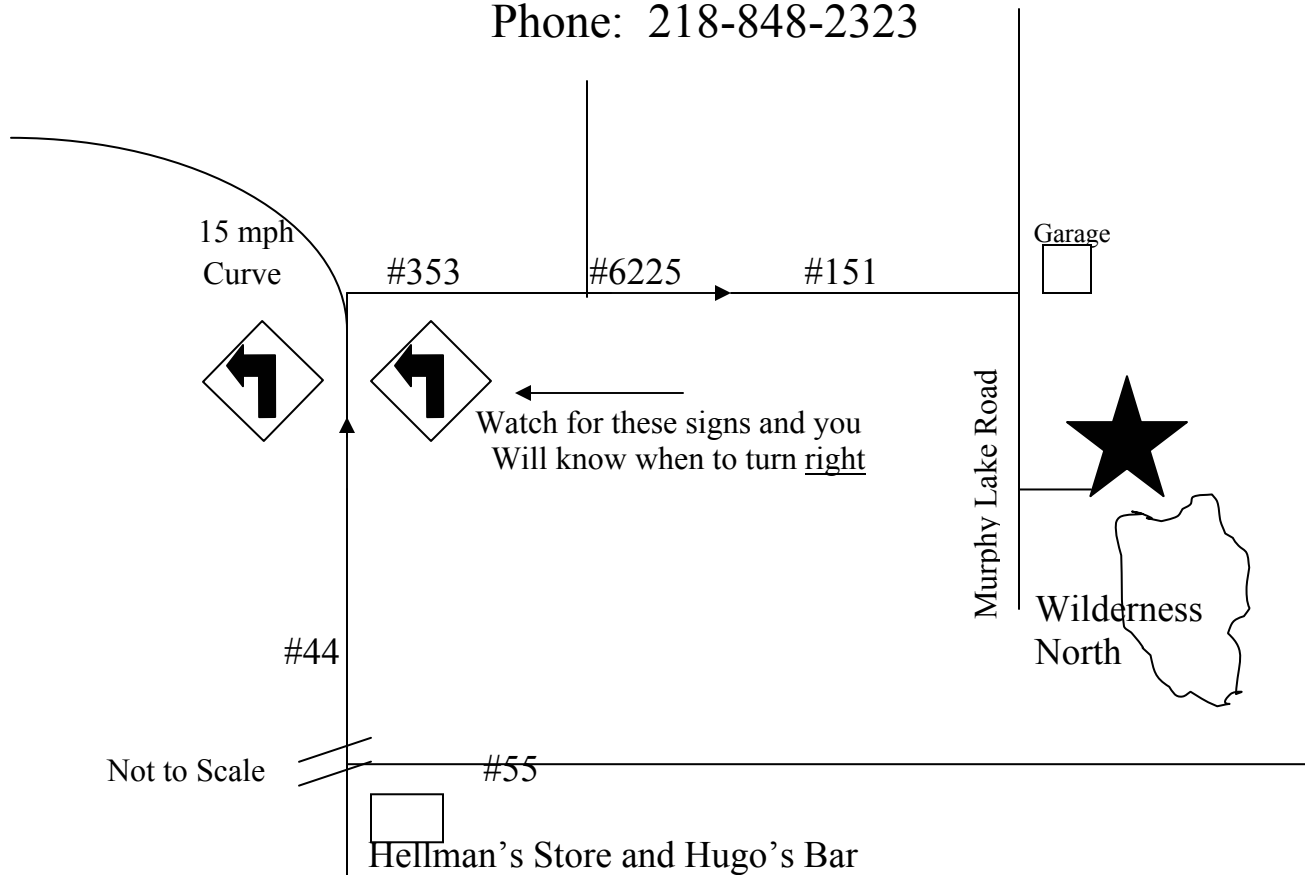 Phone: 218-848-2323
15 mph
Curve
#353
#6225
#151
Garage
Watch for these signs and you
Will know when to turn right
Murphy Lake Road
Wilderness
North
#44
Not to Scale
#55
Hellman's Store and Hugo's Bar